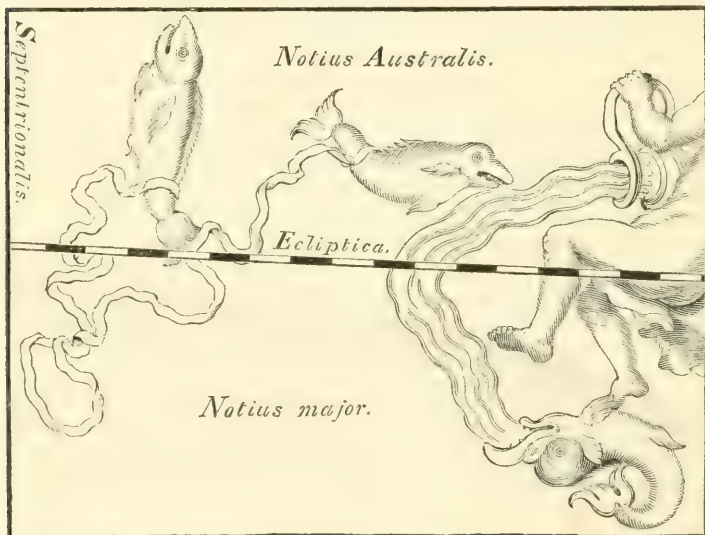 Septentrionalis.
Notius Australis.
Ecliptica.
Notius major.